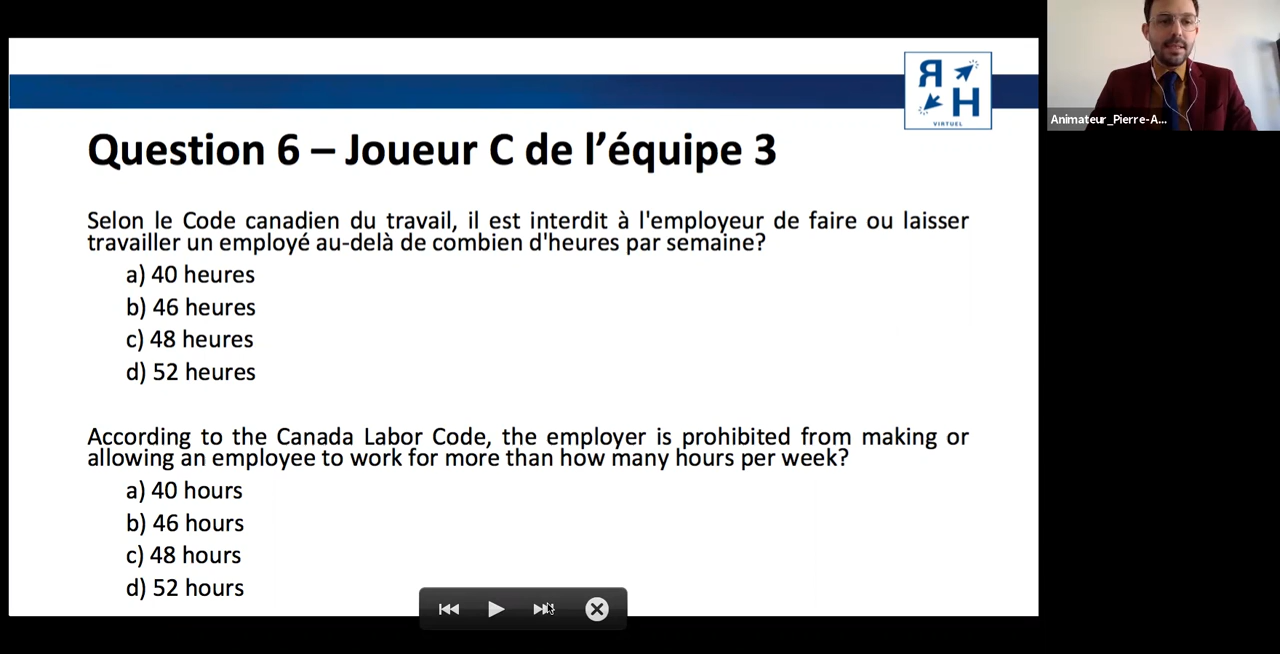 R
H
VIRTUEL
Animateur_Pierre-A...
Question 6 – Joueur C de l’équipe 3
Selon le Code canadien du travail, il est interdit à l'employeur de faire ou laisser
travailler un employé au-delà de combien d'heures par semaine?
a) 40 heures
b) 46 heures
c) 48 heures
d) 52 heures
According to the Canada Labor Code, the employer is prohibited from making or
allowing an employee to work for more than how many hours per week?
a) 40 hours
b) 46 hours
c) 48 hours
d) 52 hours